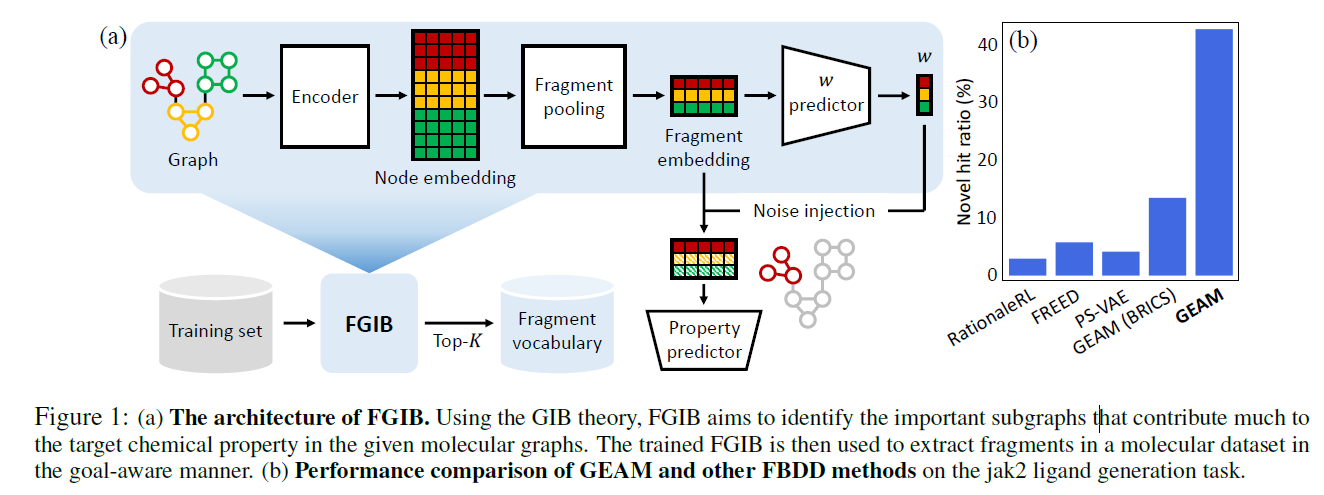 (a)
Graph
Encoder
Node embedding
Fragment
pooling
Fragment
embedding
w
predictor
w
Noise injection
Training set
FGIB
Top-K
Fragment
vocabulary
Property
predictor
(b)
Novel hit ratio (%)
40
30
20
10
0
RationaleRL
FREED
PS-VAE
GEAM (BRICS)
GEAM
Figure 1: (a) The architecture of FGIB. Using the GIB theory, FGIB aims to identify the important subgraphs that contribute much to
the target chemical property in the given molecular graphs. The trained FGIB is then used to extract fragments in a molecular dataset in
the goal-aware manner. (b) Performance comparison of GEAM and other FBDD methods on the jak2 ligand generation task.